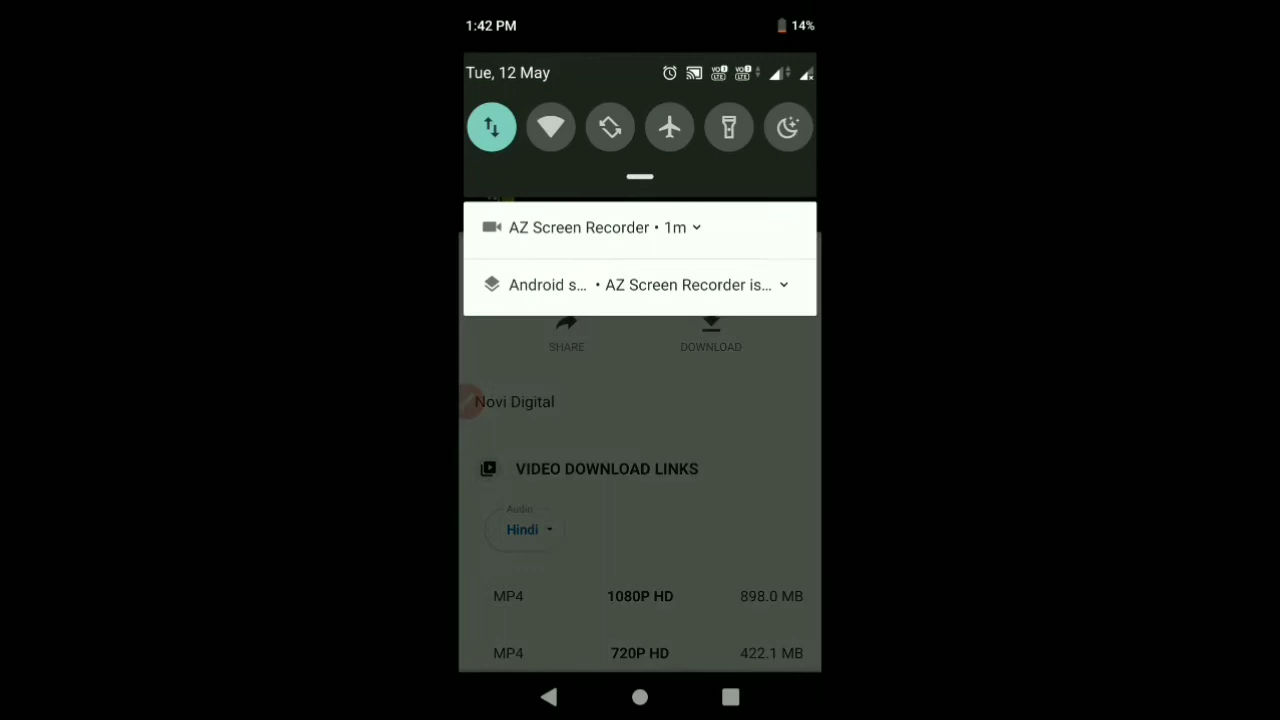 1:42 PM
14%
Tue, 12 May
AZ Screen Recorder • 1m
Android s... • AZ Screen Recorder is...
SHARE
DOWNLOAD
Novi Digital
VIDEO DOWNLOAD LINKS
Audio
Hindi
MP4 1080P HD 898.0 MB
MP4 720P HD 422.1 MB